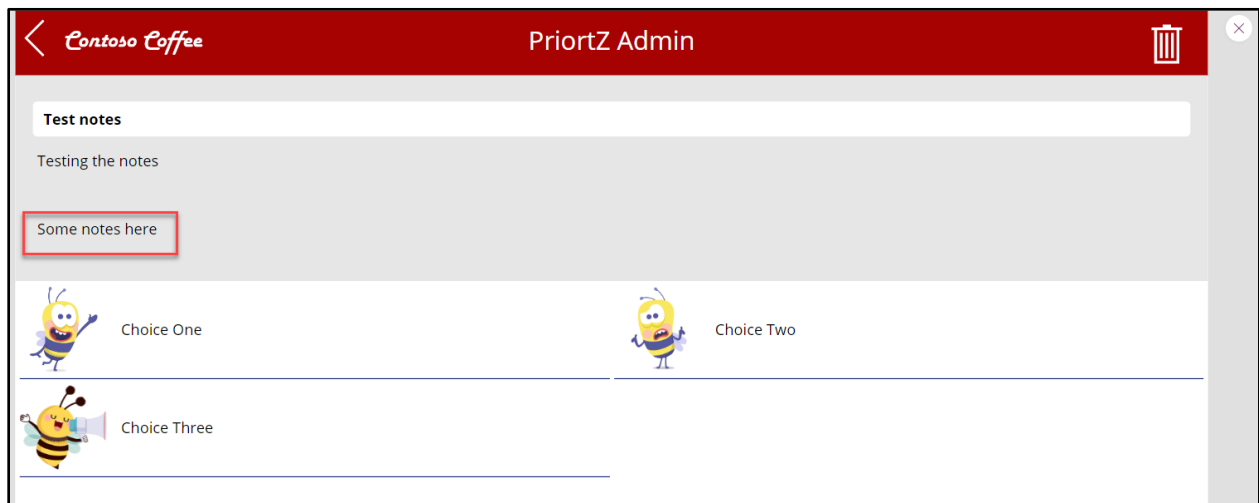 Contoso Coffee
PriortZ Admin
Test notes
Testing the notes
Some notes here
Choice One
Choice Two
Choice Three